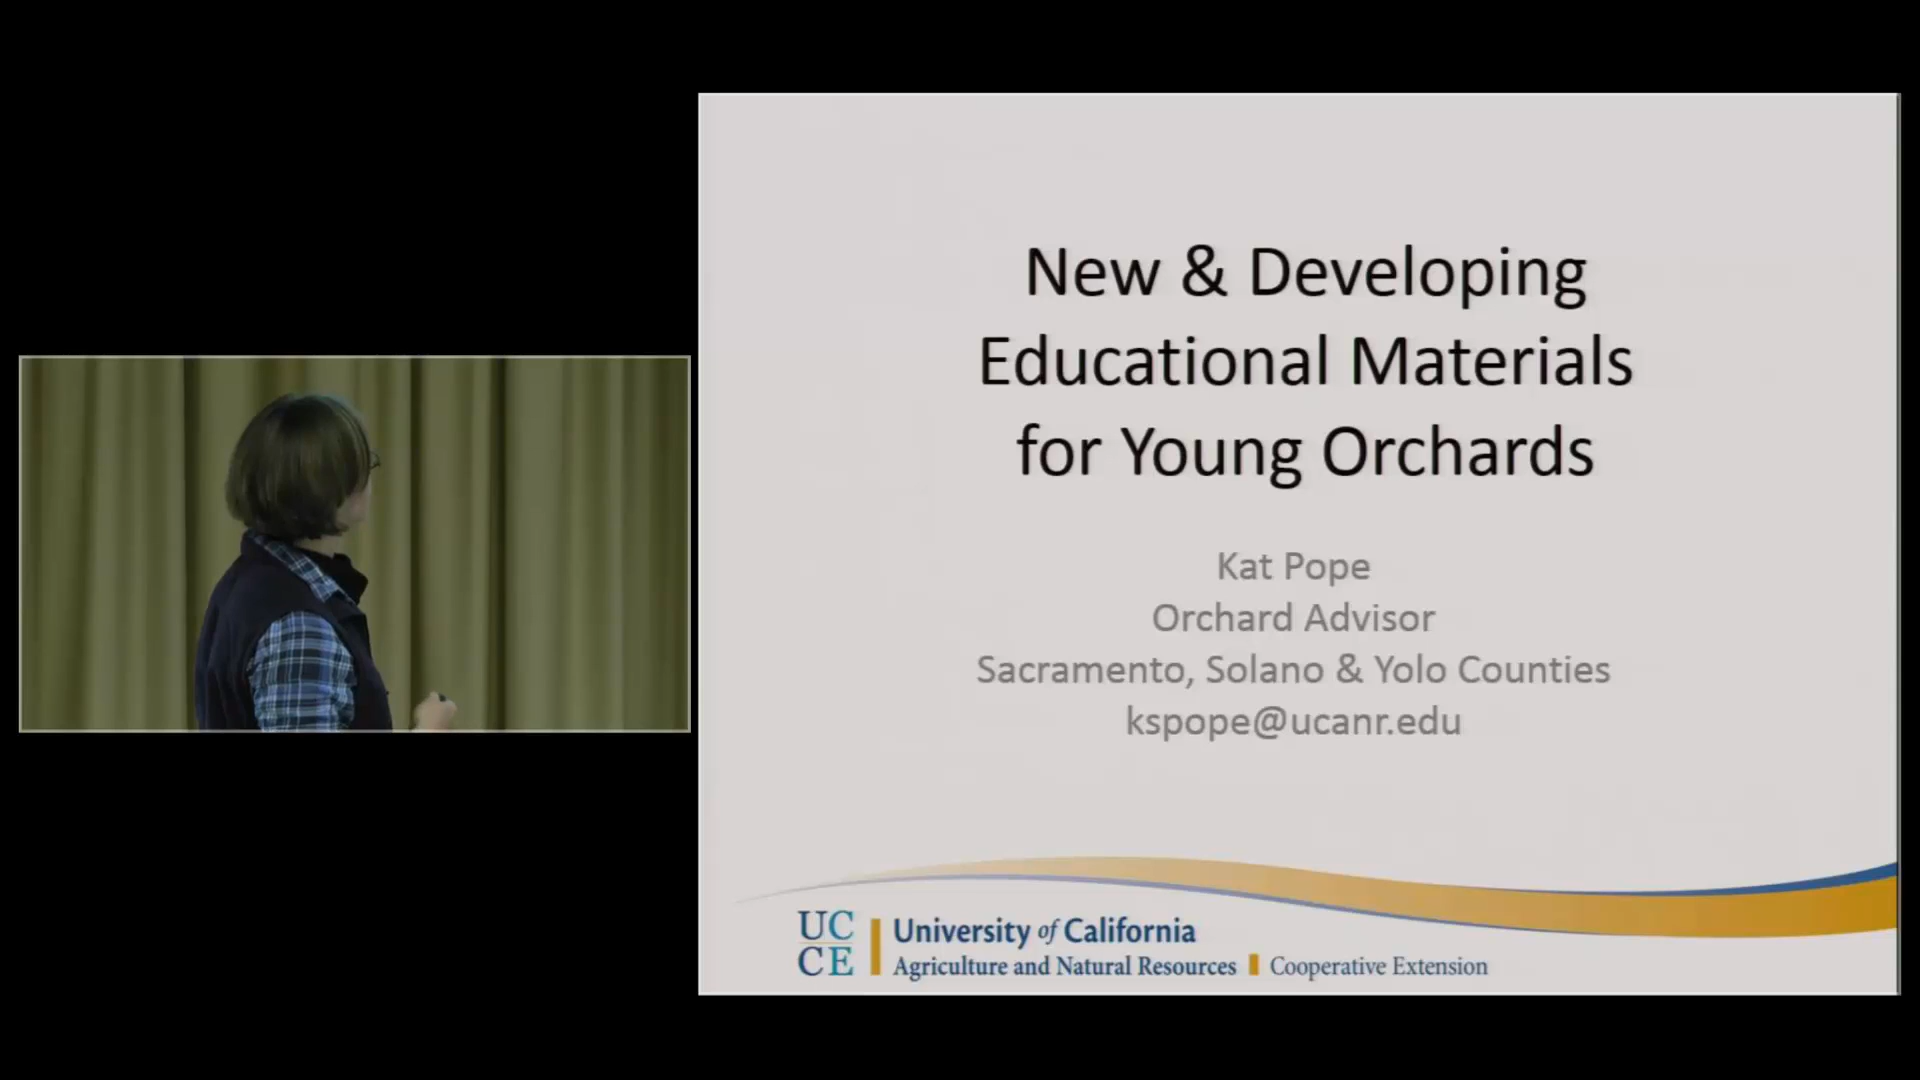 New & Developing
Educational Materials
for Young Orchards
Kat Pope
Orchard Advisor
Sacramento, Solano & Yolo Counties
kspope@ucanr.edu
UC
CE
University of California
Agriculture and Natural Resources
Cooperative Extension